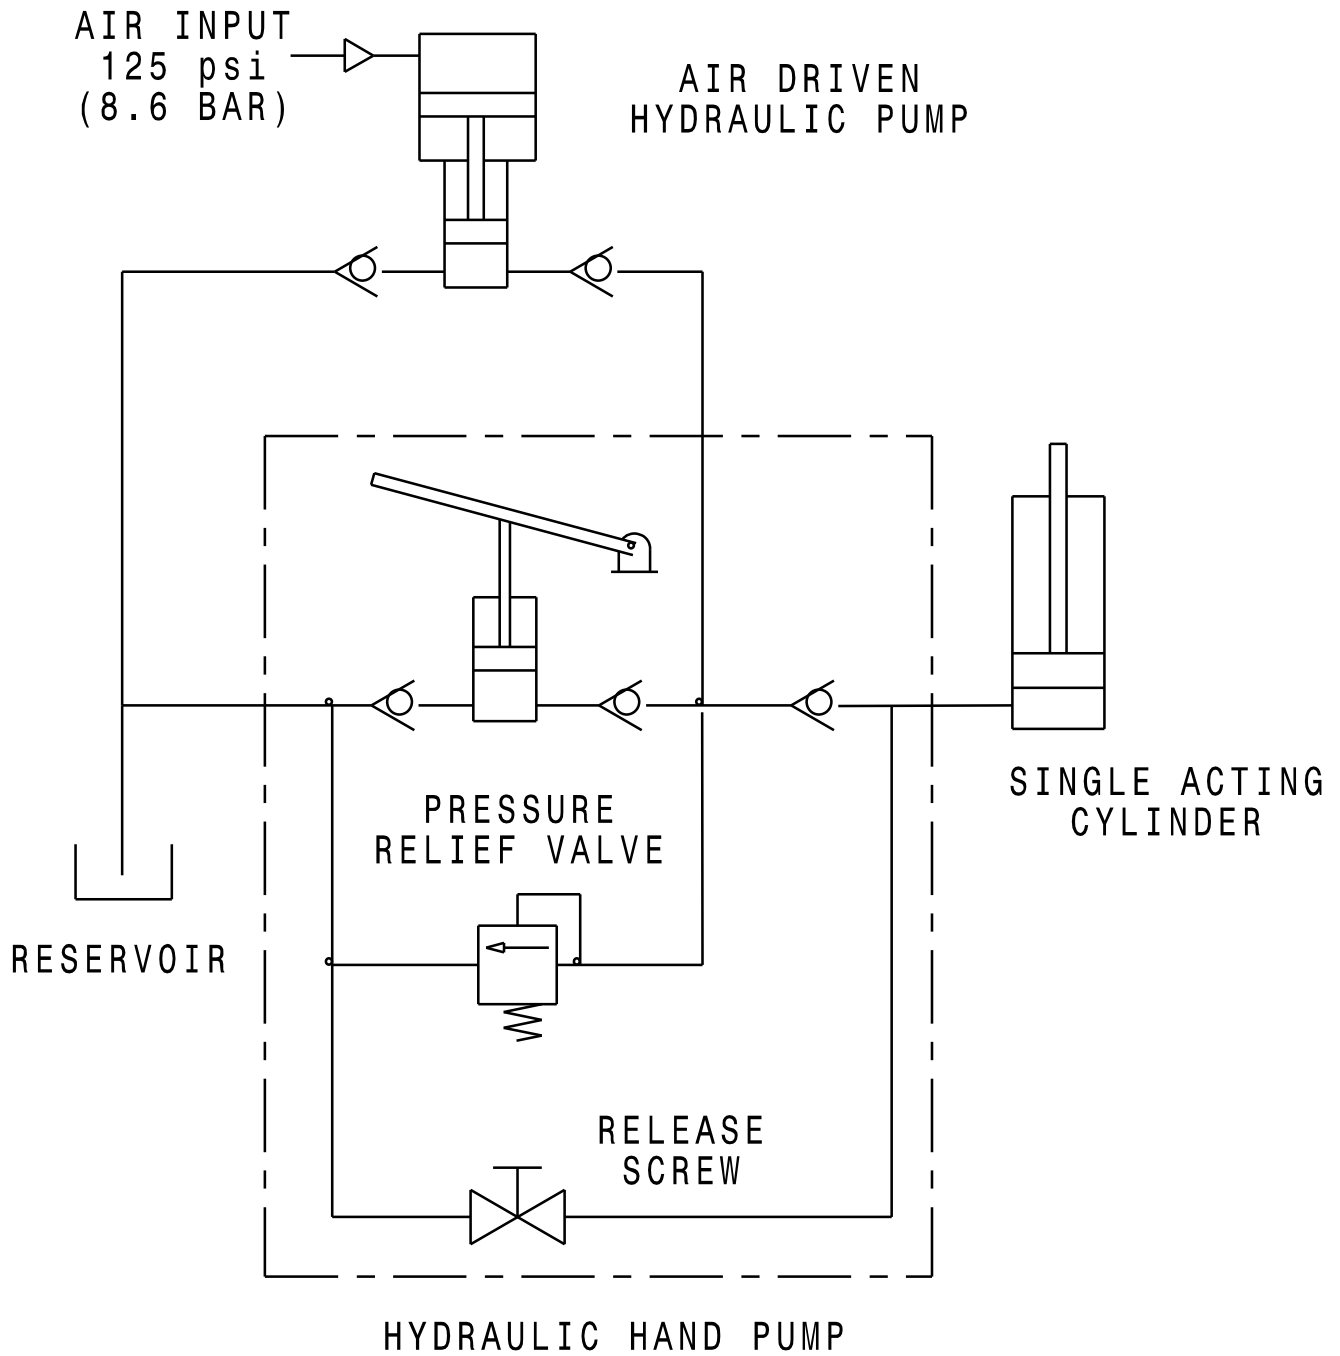 AIR INPUT
125 psi
(8.6 BAR)
AIR DRIVEN
HYDRAULIC PUMP
SINGLE ACTING
CYLINDER
PRESSURE
RELIEF VALVE
RESERVOIR
RELEASE
SCREW
HYDRAULIC HAND PUMP